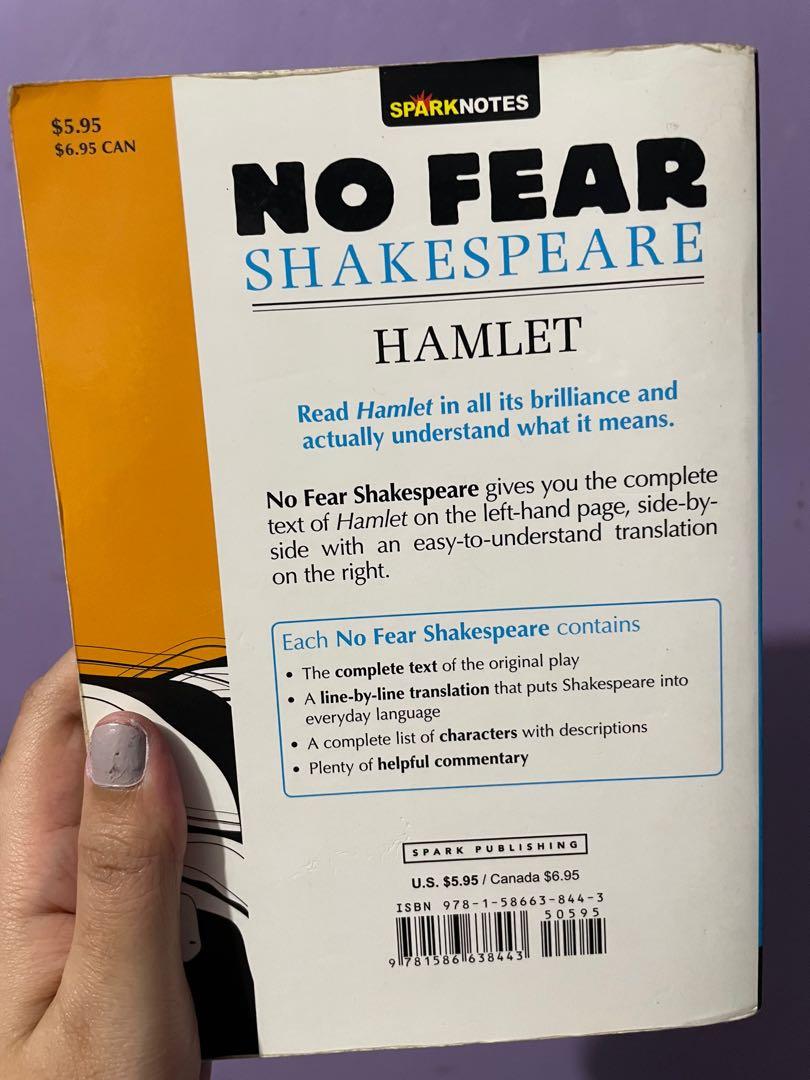 $5.95
$6.95 CAN
SPARKNOTES
NO FEAR
SHAKESPEARE
HAMLET
Read Hamlet in all its brilliance and
actually understand what it means.
No Fear Shakespeare gives you the complete
text of Hamlet on the left-hand page, side-by-
side with an easy-to-understand translation
on the right.
Each No Fear Shakespeare contains
• The complete text of the original play
• A line-by-line translation that puts Shakespeare into
everyday language
• A complete list of characters with descriptions
• Plenty of helpful commentary
SPARK PUBLISHING
U.S. $5.95 / Canada $6.95
ISBN 978-1-58663-844-3
50595
9 781586 638443